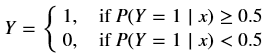 Y = { 1, if P(Y = 1 | x) ≥ 0.5
0, if P(Y = 1 | x) < 0.5